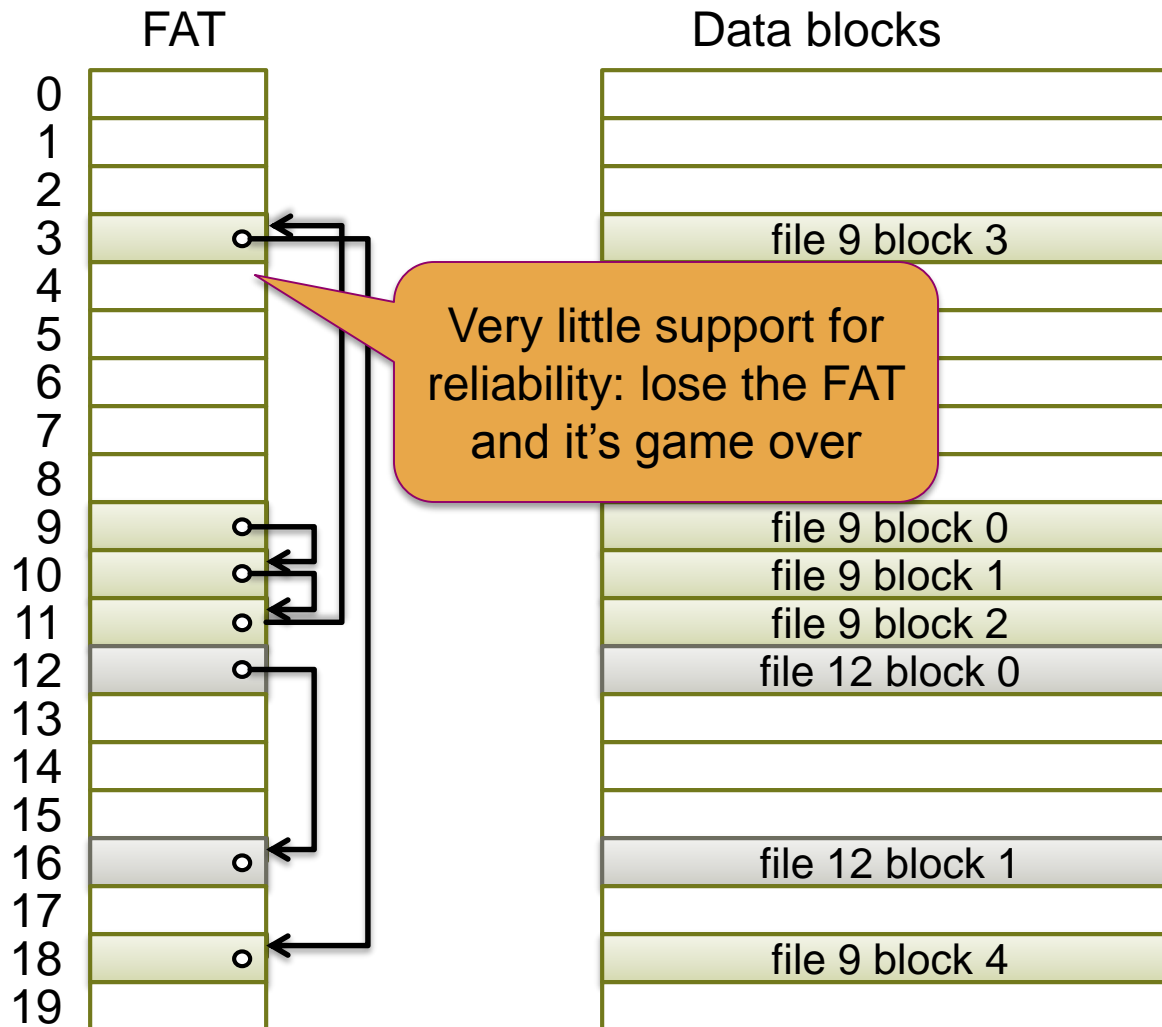 FAT
Data blocks
0
1
2
3
file 9 block 3
4
5
6
7
8
Very little support for
reliability: lose the FAT
and it’s game over
9
file 9 block 0
10
file 9 block 1
11
file 9 block 2
12
file 12 block 0
13
14
15
16
file 12 block 1
17
18
file 9 block 4
19